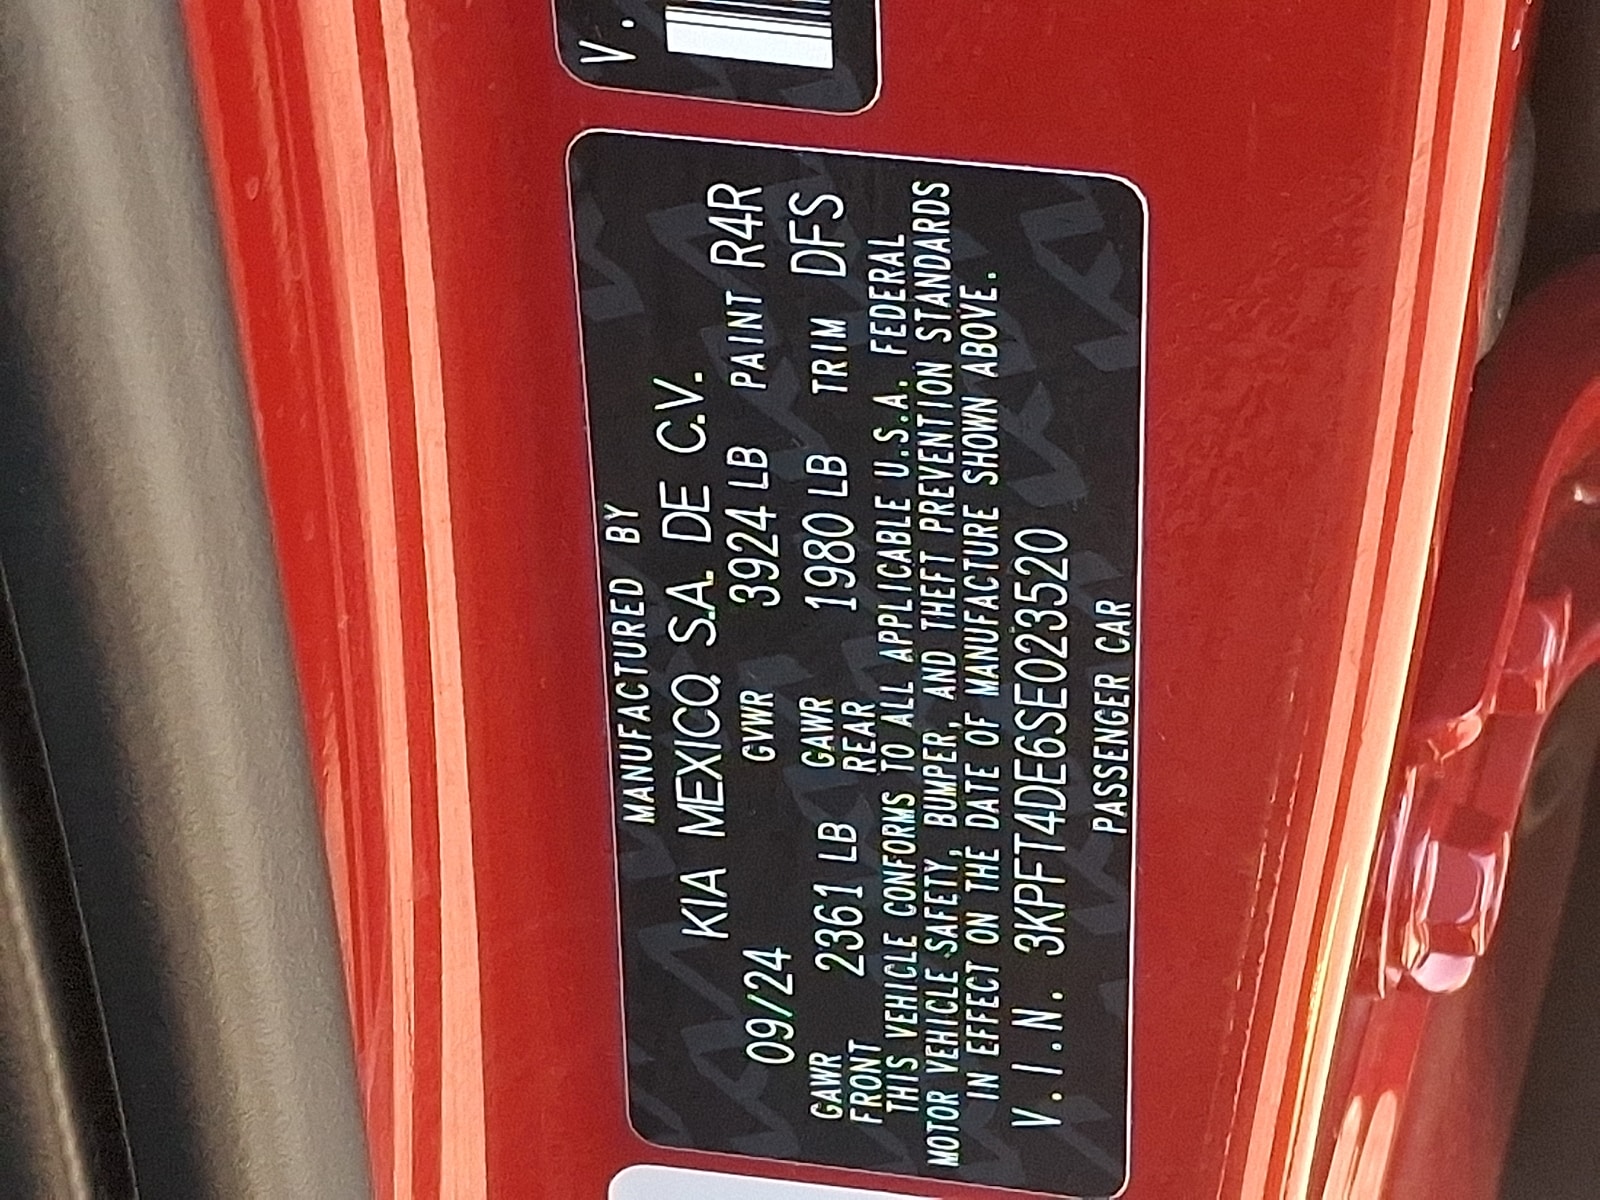 V.
MANUFACTURED BY
KIA MEXICO, S.A. DE C.V.
09/24 GVWR 3924 LB PAINT R4R
GAWR FRONT 2361 LB GAWR REAR 1980 LB TRIM DFS
THIS VEHICLE CONFORMS TO ALL APPLICABLE U.S.A. FEDERAL
MOTOR VEHICLE SAFETY, BUMPER, AND THEFT PREVENTION STANDARDS
IN EFFECT ON THE DATE OF MANUFACTURE SHOWN ABOVE.
V.I.N. 3KPFT4DE6SE023520
PASSENGER CAR